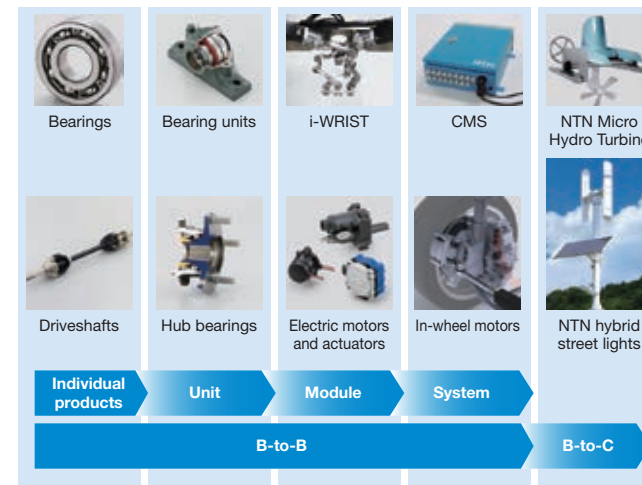 Bearings
Bearing units
i-WRIST
CMS
NTN Micro
Hydro Turbine
Driveshafts
Hub bearings
Electric motors
and actuators
In-wheel motors
NTN hybrid
street lights
Individual
products
Unit
Module
System
B-to-B
B-to-C